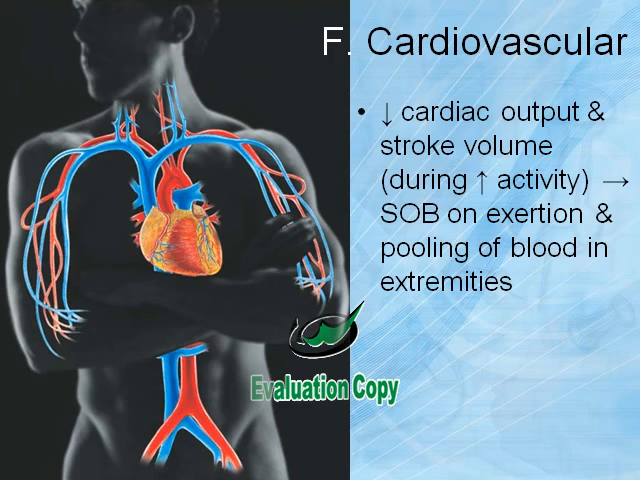 F. Cardiovascular
• ↓ cardiac output &
stroke volume
(during ↑ activity) →
SOB on exertion &
pooling of blood in
extremities
Evaluation Copy